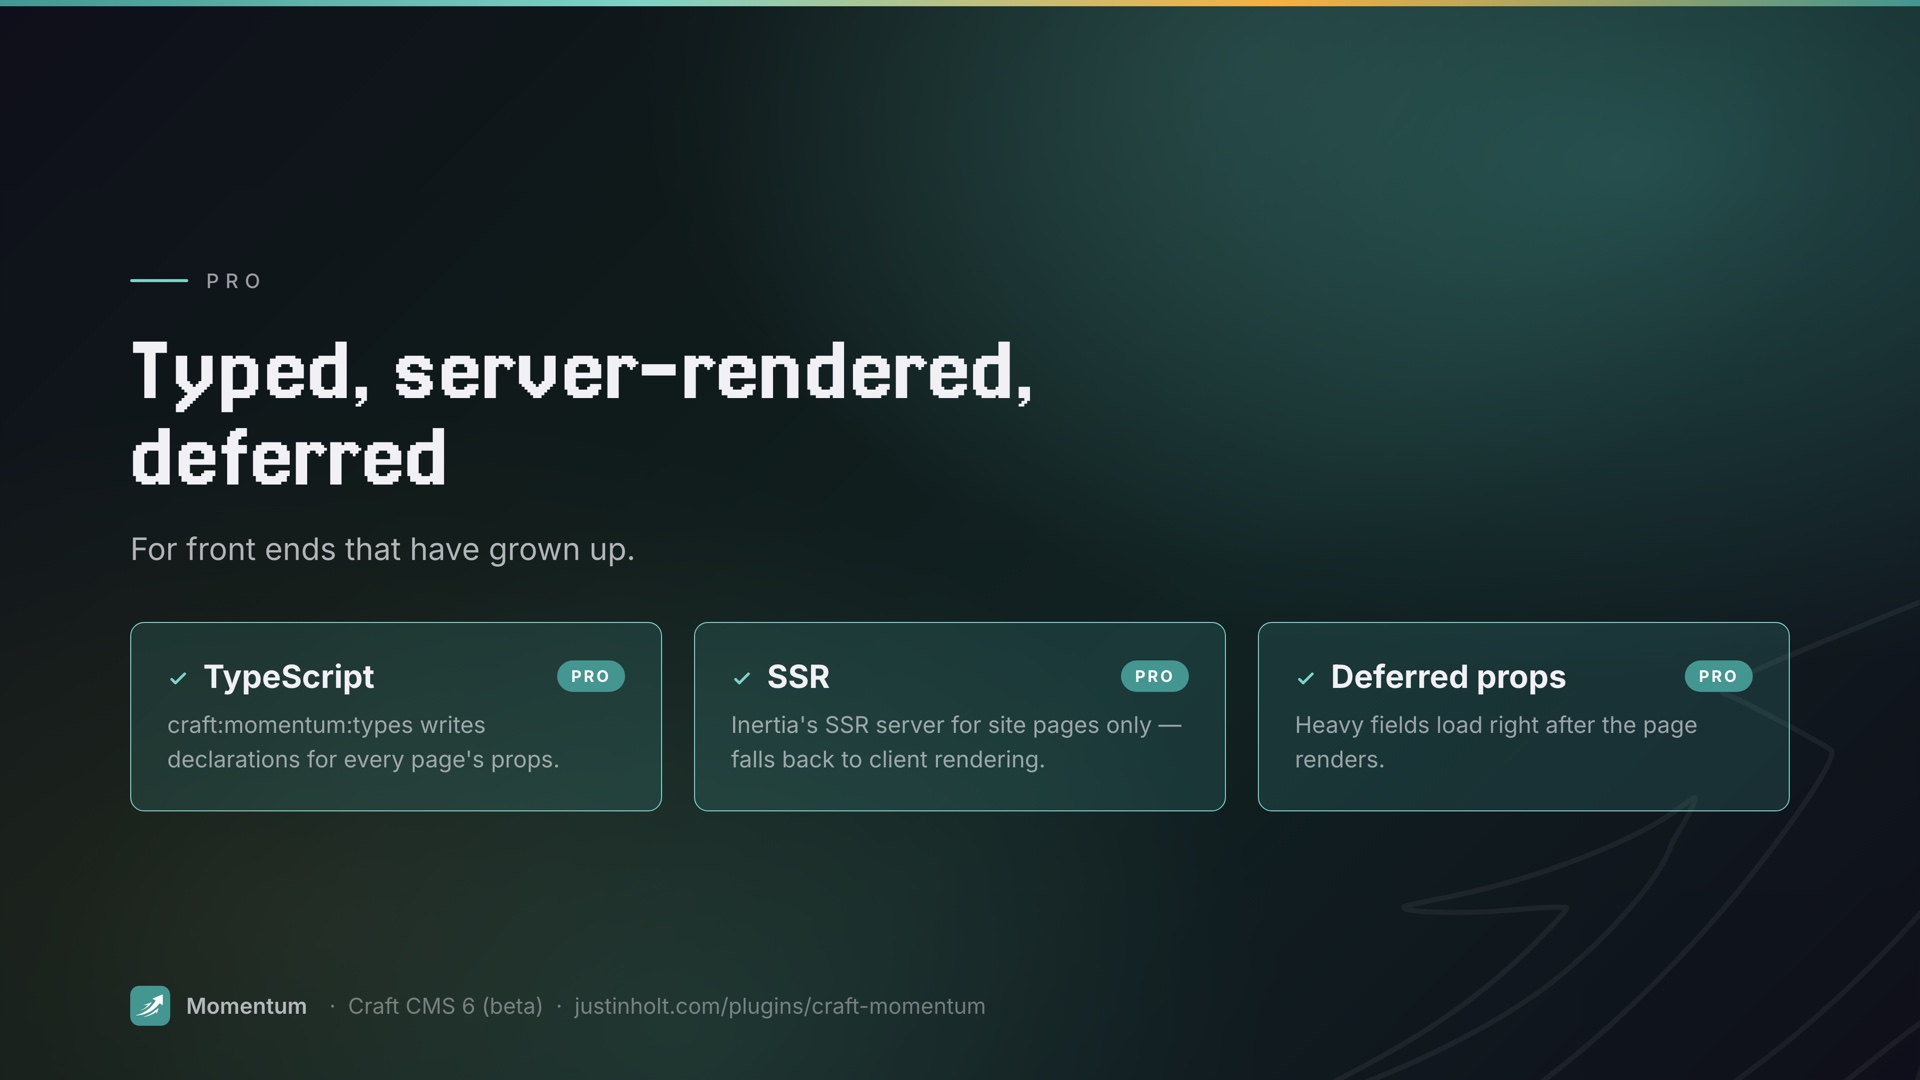 PRO
Typed, server-rendered,
deferred
For front ends that have grown up.
TypeScript PRO
craft:momentum:types writes
declarations for every page's props.
SSR PRO
Inertia's SSR server for site pages only —
falls back to client rendering.
Deferred props PRO
Heavy fields load right after the page
renders.
Momentum · Craft CMS 6 (beta) · justinholt.com/plugins/craft-momentum